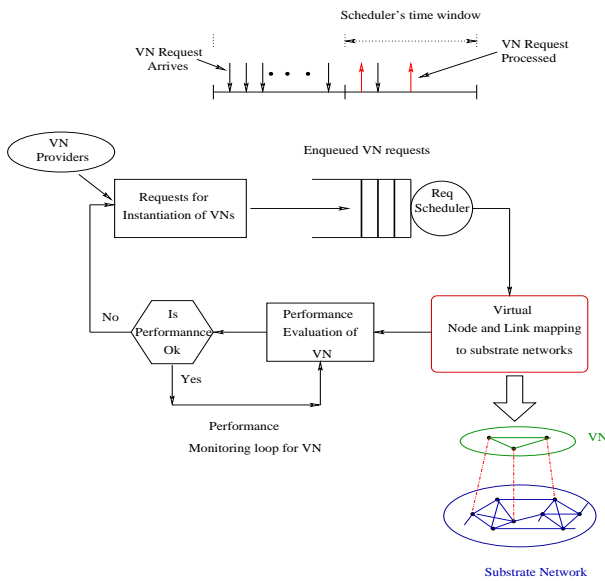 Scheduler's time window
VN Request
Arrives
VN Request
Processed
VN
Providers
Enqueued VN requests
Requests for
Instantiation of VNs
Req
Scheduler
No
Is
Performannce
Ok
Performance
Evaluation of
VN
Virtual
Node and Link mapping
to substrate networks
Yes
Performance
Monitoring loop for VN
VN
Substrate Network